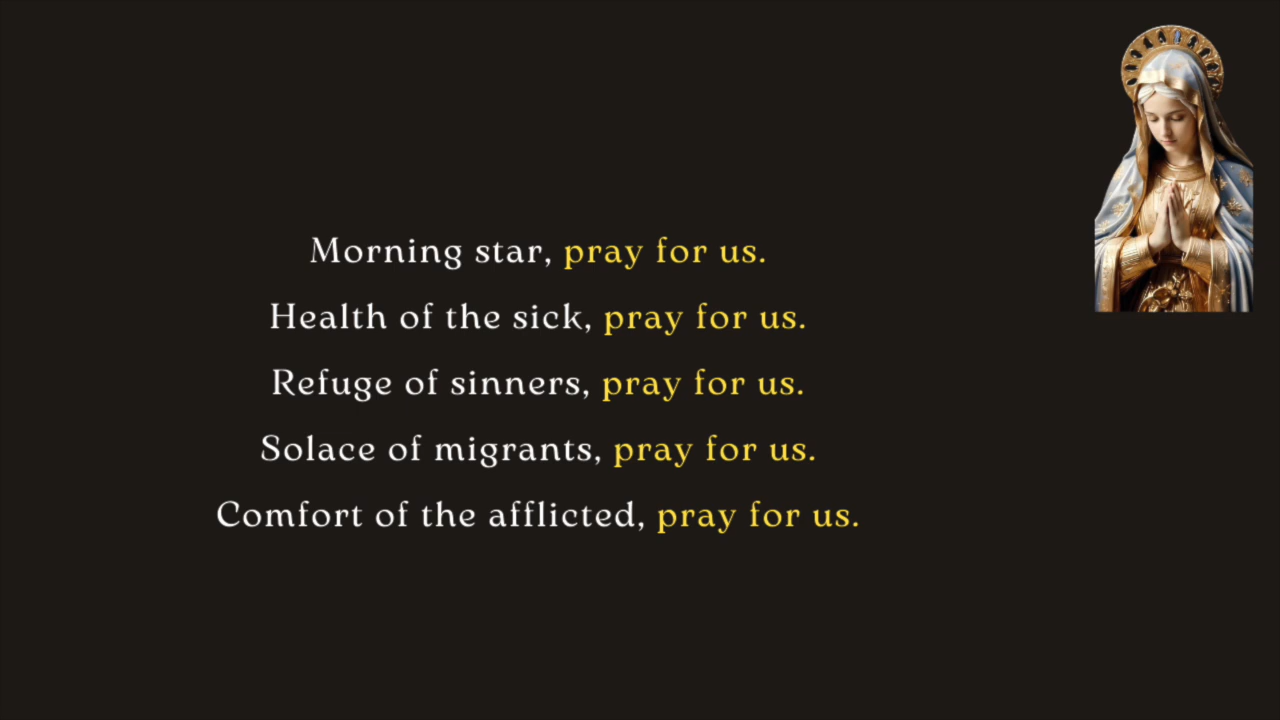 Morning star, pray for us.
Health of the sick, pray for us.
Refuge of sinners, pray for us.
Solace of migrants, pray for us.
Comfort of the afflicted, pray for us.